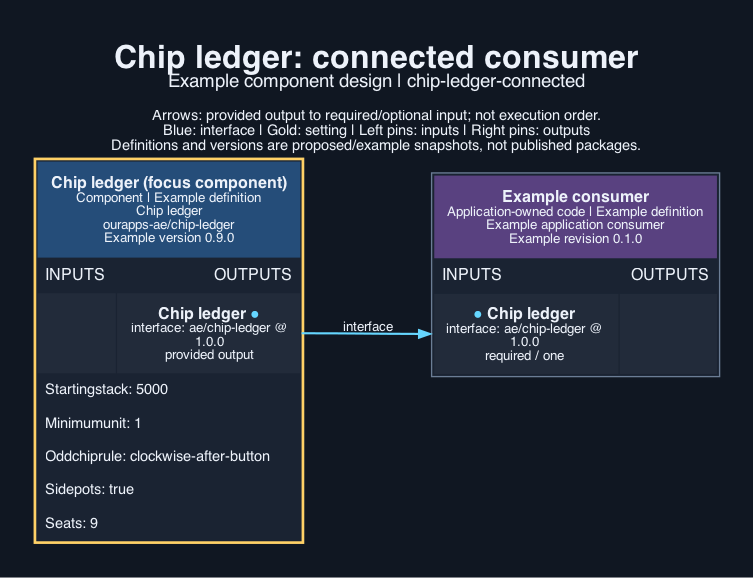 Chip ledger: connected consumer
Example component design | chip-ledger-connected
Arrows: provided output to required/optional input; not execution order.
Blue: interface | Gold: setting | Left pins: inputs | Right pins: outputs
Definitions and versions are proposed/example snapshots, not published packages.
Chip ledger (focus component)
Component | Example definition
Chip ledger
ourapps-ae/chip-ledger
Example version 0.9.0
INPUTS
OUTPUTS
Chip ledger
interface: ae/chip-ledger @
1.0.0
provided output
Startingstack: 5000
Minimumunit: 1
Oddchiprule: clockwise-after-button
Sidepots: true
Seats: 9
interface
Example consumer
Application-owned code | Example definition
Example application consumer
Example revision 0.1.0
INPUTS
OUTPUTS
Chip ledger
interface: ae/chip-ledger @
1.0.0
required / one